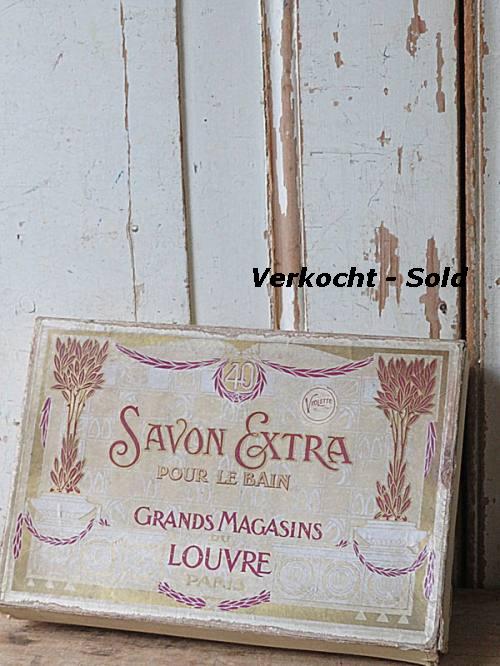 Verkocht - Sold
40
VIOLETTE
SAVON EXTRA
POUR LE BAIN
GRANDS MAGASINS
DU
LOUVRE
PARIS